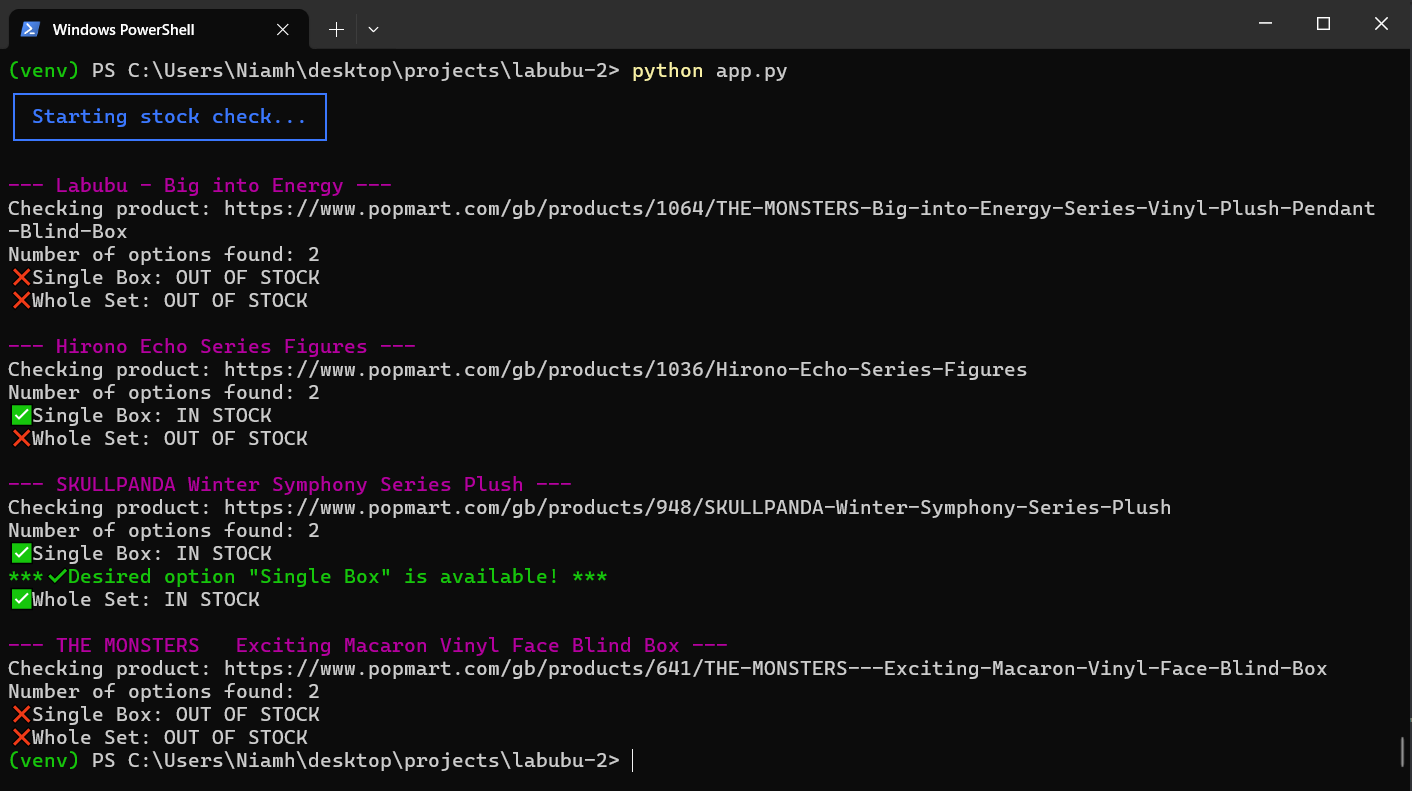 Windows PowerShell
(venv) PS C:\Users\Niamh\desktop\projects\labubu-2> python app.py
Starting stock check...
--- Labubu - Big into Energy ---
Checking product: https://www.popmart.com/gb/products/1064/THE-MONSTERS-Big-into-Energy-Series-Vinyl-Plush-Pendant
-Blind-Box
Number of options found: 2
❌Single Box: OUT OF STOCK
❌Whole Set: OUT OF STOCK
--- Hirono Echo Series Figures ---
Checking product: https://www.popmart.com/gb/products/1036/Hirono-Echo-Series-Figures
Number of options found: 2
✅Single Box: IN STOCK
❌Whole Set: OUT OF STOCK
--- SKULLPANDA Winter Symphony Series Plush ---
Checking product: https://www.popmart.com/gb/products/948/SKULLPANDA-Winter-Symphony-Series-Plush
Number of options found: 2
✅Single Box: IN STOCK
*** ✓Desired option "Single Box" is available! ***
✅Whole Set: IN STOCK
--- THE MONSTERS   Exciting Macaron Vinyl Face Blind Box ---
Checking product: https://www.popmart.com/gb/products/641/THE-MONSTERS---Exciting-Macaron-Vinyl-Face-Blind-Box
Number of options found: 2
❌Single Box: OUT OF STOCK
❌Whole Set: OUT OF STOCK
(venv) PS C:\Users\Niamh\desktop\projects\labubu-2>